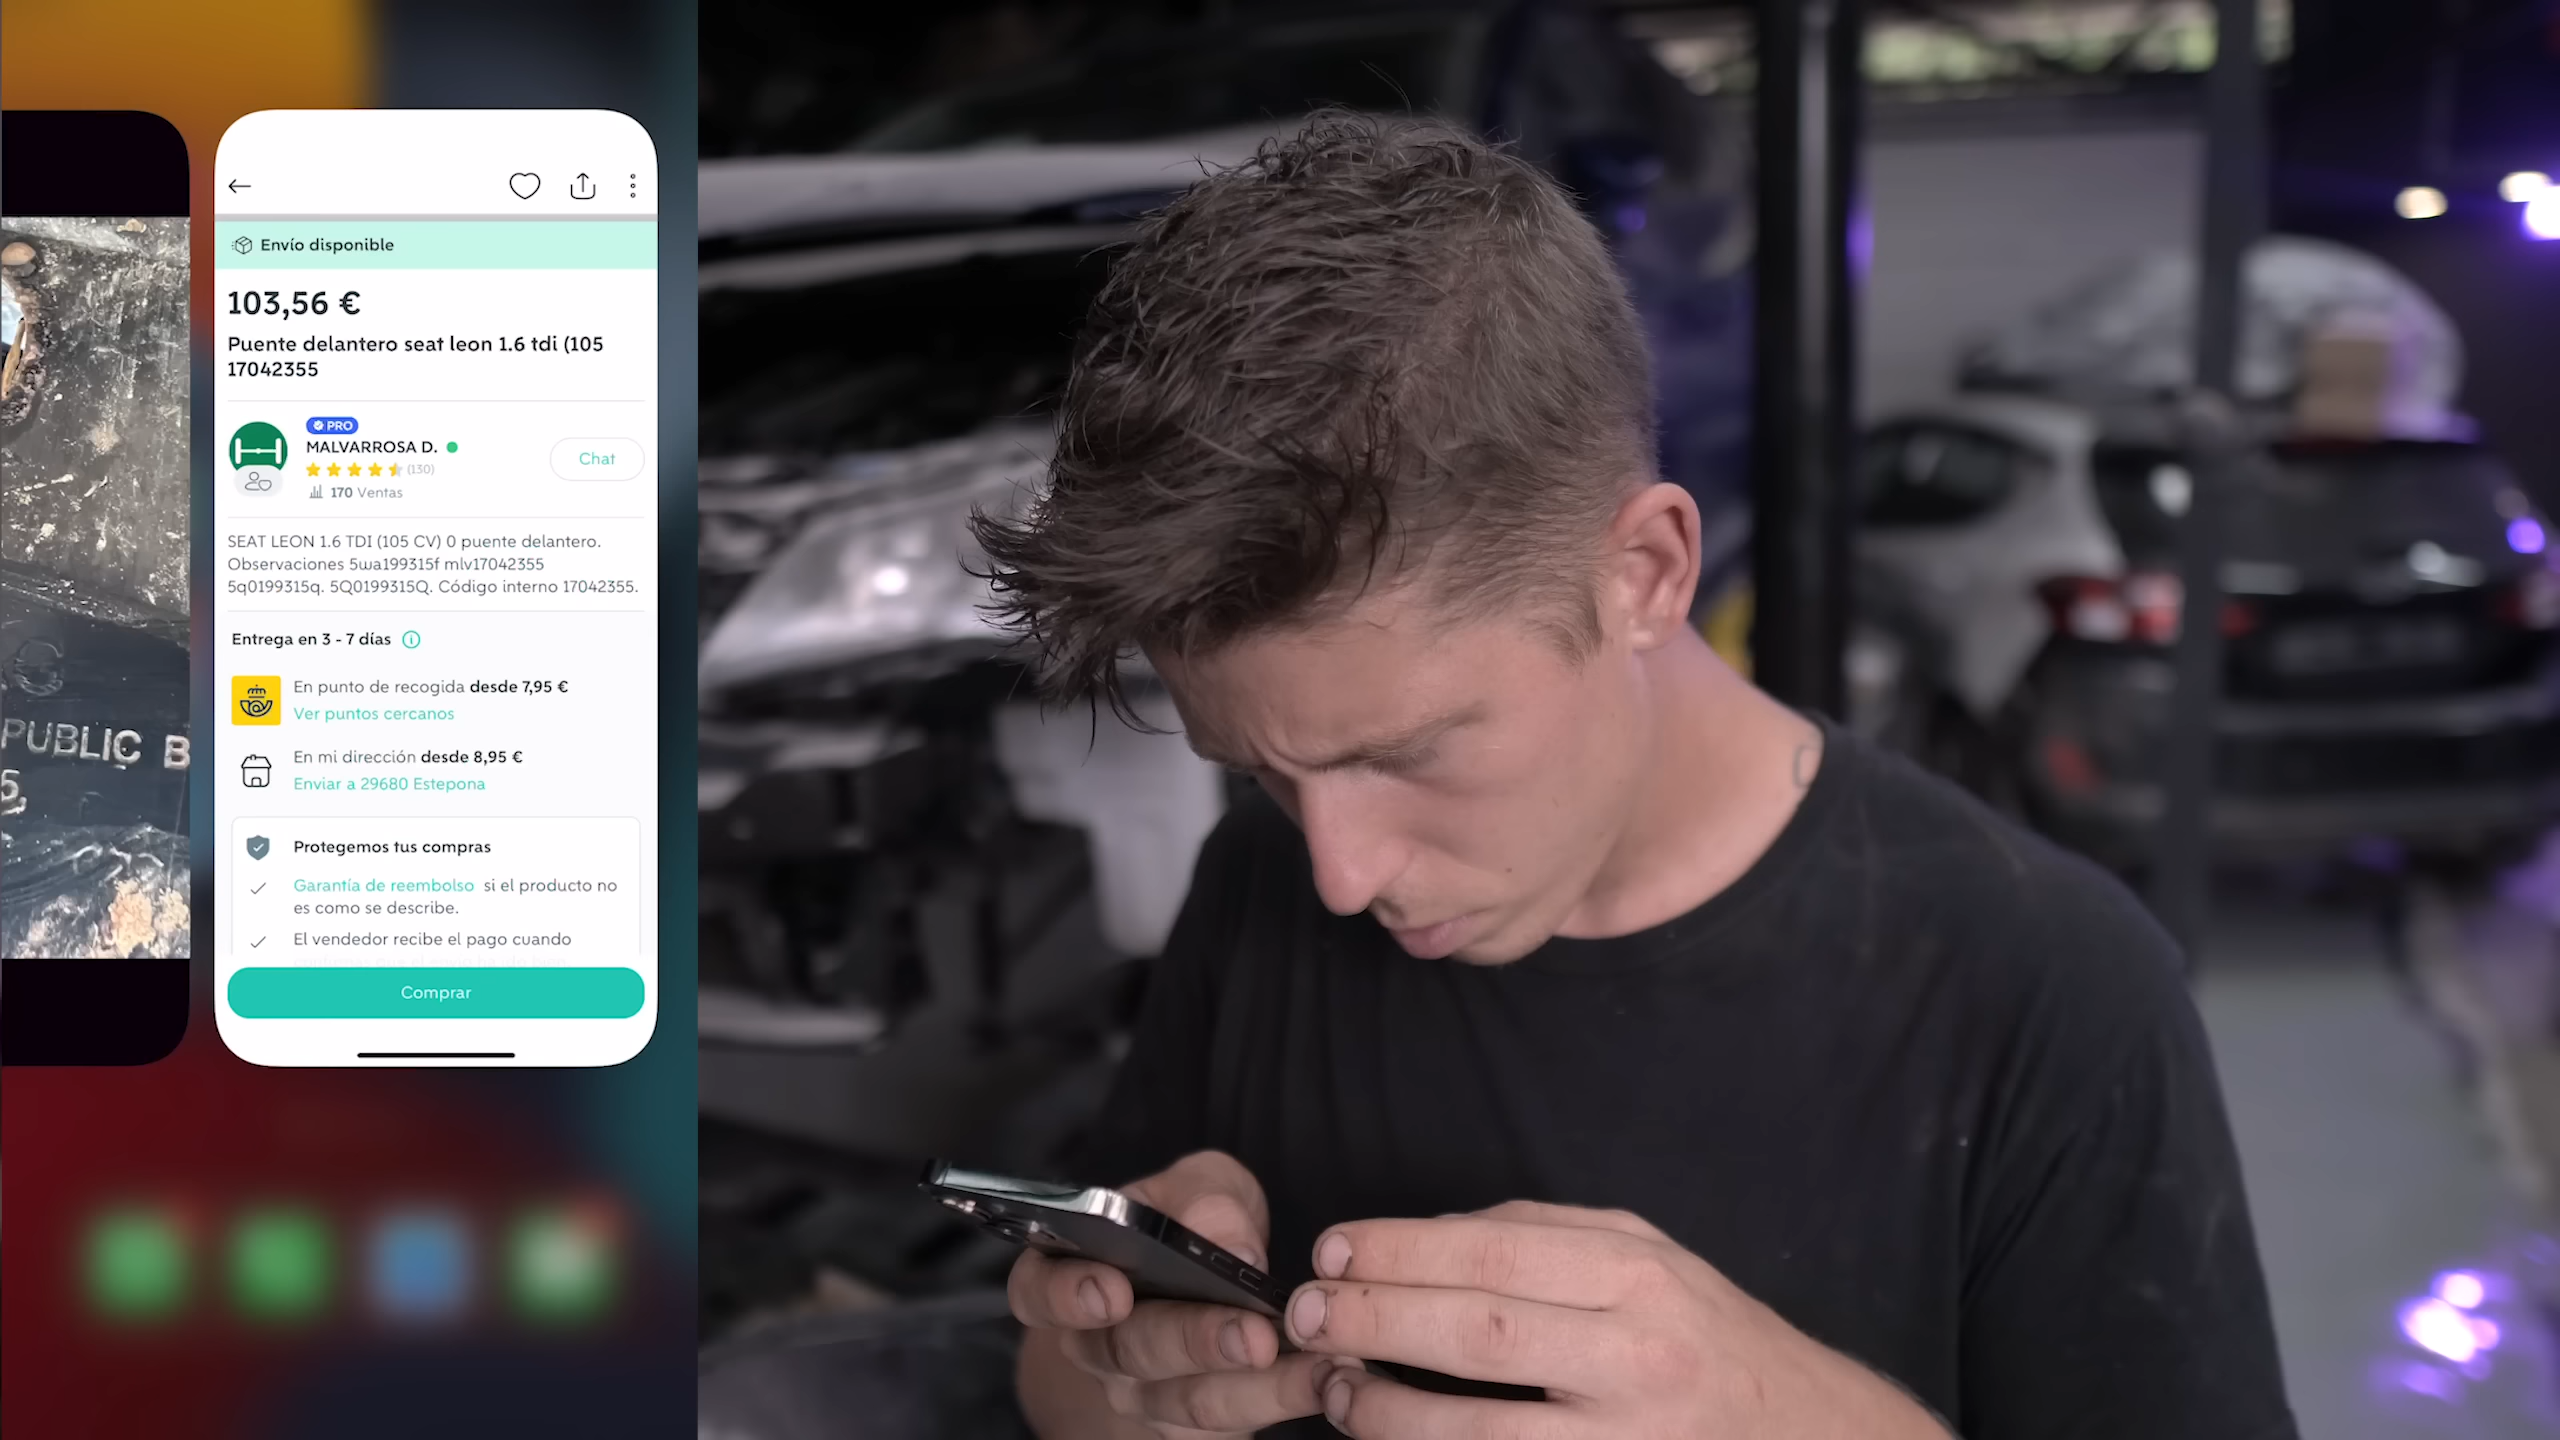 PUBLIC B
5,
Envío disponible
103,56 €
Puente delantero seat leon 1.6 tdi (105
17042355
PRO
MALVARROSA D.
(130)
170 Ventas
Chat
SEAT LEON 1.6 TDI (105 CV) 0 puente delantero.
Observaciones 5wa199315f mlv17042355
5q0199315q. 5Q0199315Q. Código interno 17042355.
Entrega en 3 - 7 días
En punto de recogida desde 7,95 €
Ver puntos cercanos
En mi dirección desde 8,95 €
Enviar a 29680 Estepona
Protegemos tus compras
Garantía de reembolso si el producto no
es como se describe.
El vendedor recibe el pago cuando
Comprar